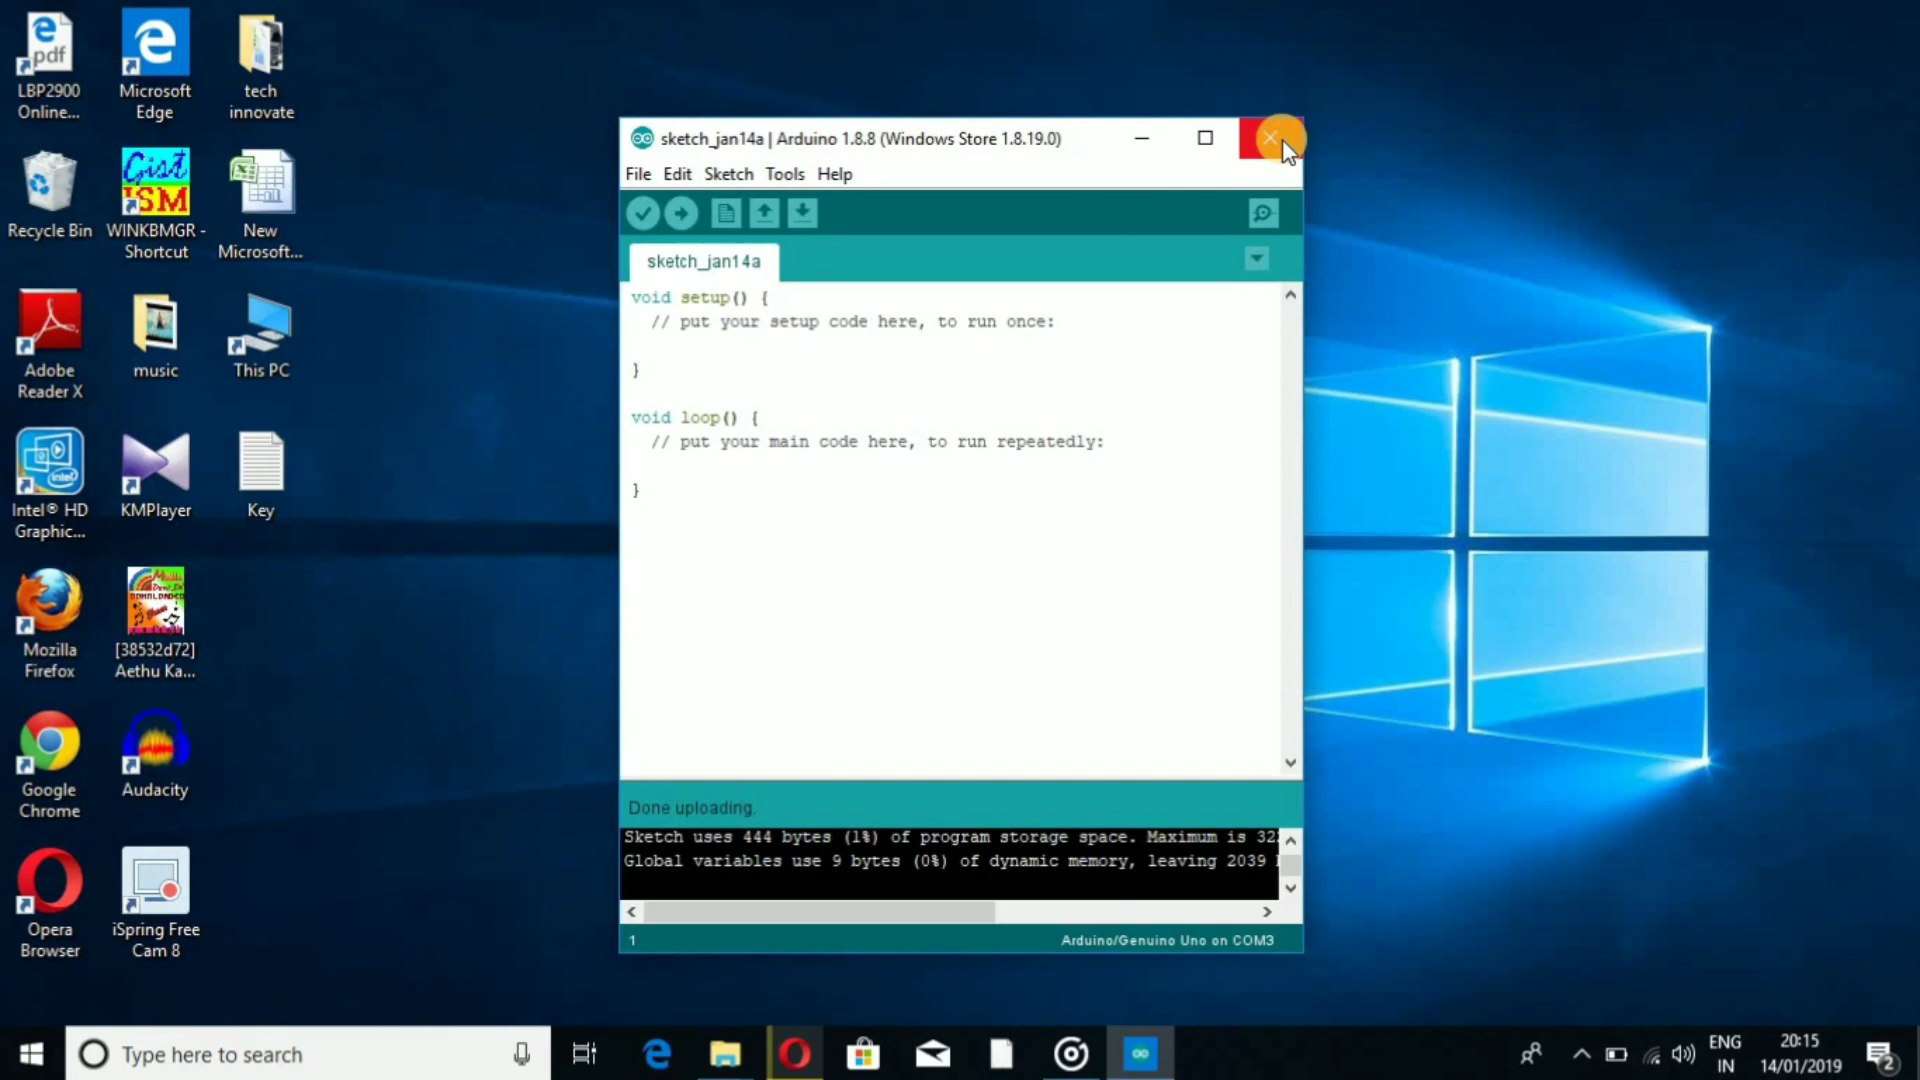 pdf
LBP2900
Online...
Microsoft
Edge
tech
innovate
Recycle Bin
Gist
ISM
WINKBMGR -
Shortcut
New
Microsoft...
Adobe
Reader X
music
This PC
intel
Intel® HD
Graphic...
KMPlayer
Key
Mozilla
Firefox
[38532d72]
Aethu Ka...
Google
Chrome
Audacity
Opera
Browser
iSpring Free
Cam 8
sketch_jan14a | Arduino 1.8.8 (Windows Store 1.8.19.0)
File Edit Sketch Tools Help
sketch_jan14a
void setup() {
// put your setup code here, to run once:
}
void loop() {
// put your main code here, to run repeatedly:
}
Done uploading.
Sketch uses 444 bytes (1%) of program storage space. Maximum is 32
Global variables use 9 bytes (0%) of dynamic memory, leaving 2039
1
Arduino/Genuino Uno on COM3
Type here to search
ENG
IN
20:15
14/01/2019
2